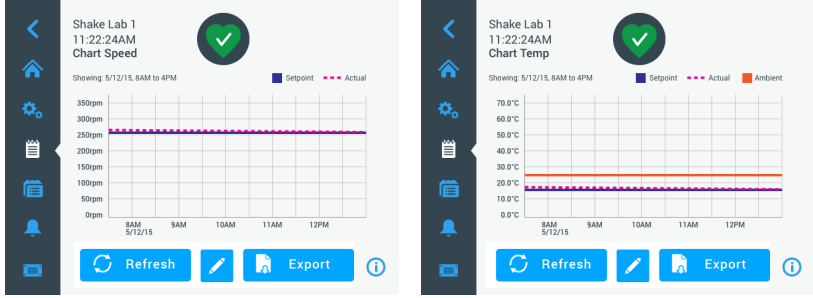 Shake Lab 1
11:22:24AM
Chart Speed
Showing: 5/12/15, 8AM to 4PM
Setpoint
Actual
350rpm
300rpm
250rpm
200rpm
150rpm
100rpm
50rpm
0rpm
8AM 9AM 10AM 11AM 12PM
5/12/15
Refresh
Export
Shake Lab 1
11:22:24AM
Chart Temp
Showing: 5/12/15, 8AM to 4PM
Setpoint
Actual
Ambient
70.0°C
60.0°C
50.0°C
40.0°C
30.0°C
20.0°C
10.0°C
0.0°C
8AM 9AM 10AM 11AM 12PM
5/12/15
Refresh
Export